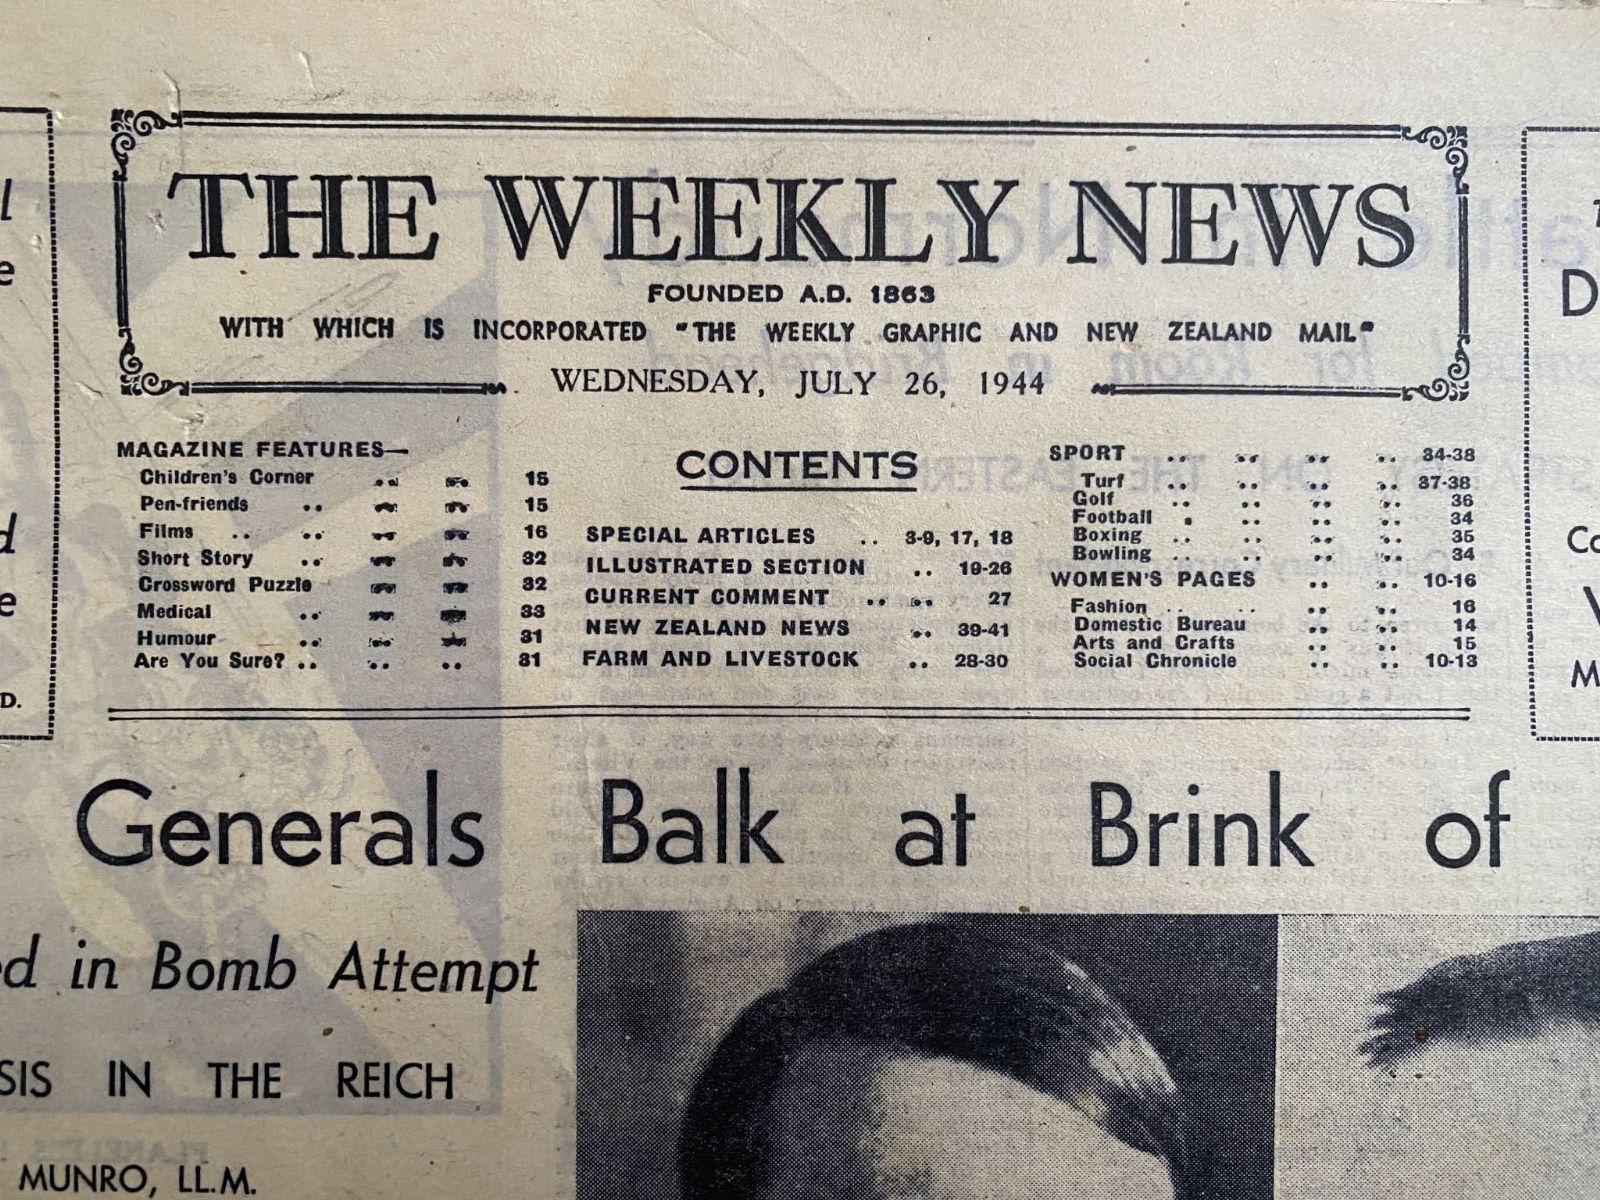 THE WEEKLY NEWS
FOUNDED A.D. 1863
WITH WHICH IS INCORPORATED "THE WEEKLY GRAPHIC AND NEW ZEALAND MAIL"
WEDNESDAY, JULY 26, 1944
MAGAZINE FEATURES—
Children's Corner .. .. 15
Pen-friends .. .. .. 15
Films .. .. .. .. 16
Short Story .. .. .. 32
Crossword Puzzle .. .. 32
Medical .. .. .. 33
Humour .. .. .. 31
Are You Sure? .. .. .. 31
CONTENTS
SPECIAL ARTICLES .. 3-9, 17, 18
ILLUSTRATED SECTION .. 19-26
CURRENT COMMENT .. .. 27
NEW ZEALAND NEWS .. 39-41
FARM AND LIVESTOCK .. 28-30
SPORT .. .. .. .. 34-38
Turf .. .. .. .. 37-38
Golf .. .. .. .. 36
Football . .. .. .. 34
Boxing .. .. .. .. 35
Bowling .. .. .. .. 34
WOMEN'S PAGES .. .. 10-16
Fashion .. .. .. .. 16
Domestic Bureau .. .. 14
Arts and Crafts .. .. 15
Social Chronicle .. .. 10-13
D.
Generals Balk at Brink of
in Bomb Attempt
IN THE REICH
MUNRO, LL.M.